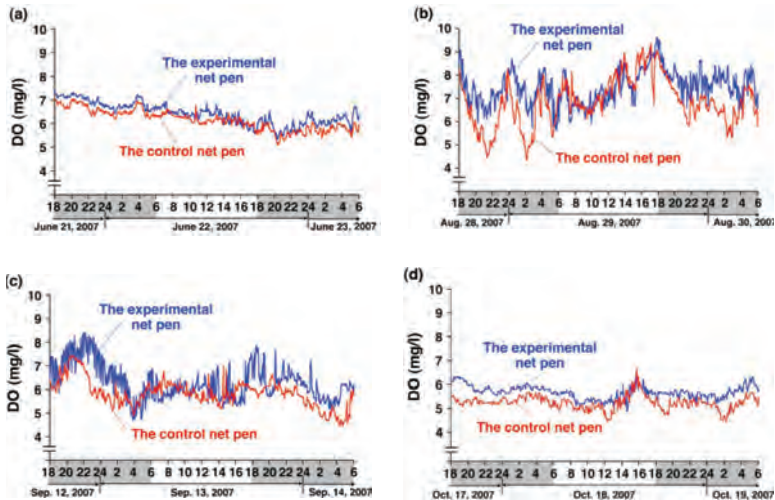 (a)
10
9
8
7
6
5
4
DO (mg/l)
The experimental
net pen
The control net pen
18 20 22 24 2 4 6 8 10 12 14 16 18 20 22 24 2 4 6
June 21, 2007 June 22, 2007 June 23, 2007
(b)
10
9
8
7
6
5
4
DO (mg/l)
The experimental
net pen
The control net pen
18 20 22 24 2 4 6 8 10 12 14 16 18 20 22 24 2 4 6
Aug. 28, 2007 Aug. 29, 2007 Aug. 30, 2007
(c)
10
9
8
7
6
5
4
DO (mg/l)
The experimental
net pen
The control net pen
18 20 22 24 2 4 6 8 10 12 14 16 18 20 22 24 2 4 6
Sep. 12, 2007 Sep. 13, 2007 Sep. 14, 2007
(d)
10
9
8
7
6
5
4
DO (mg/l)
The experimental
net pen
The control net pen
18 20 22 24 2 4 6 8 10 12 14 16 18 20 22 24 2 4 6
Oct. 17, 2007 Oct. 18, 2007 Oct. 19, 2007